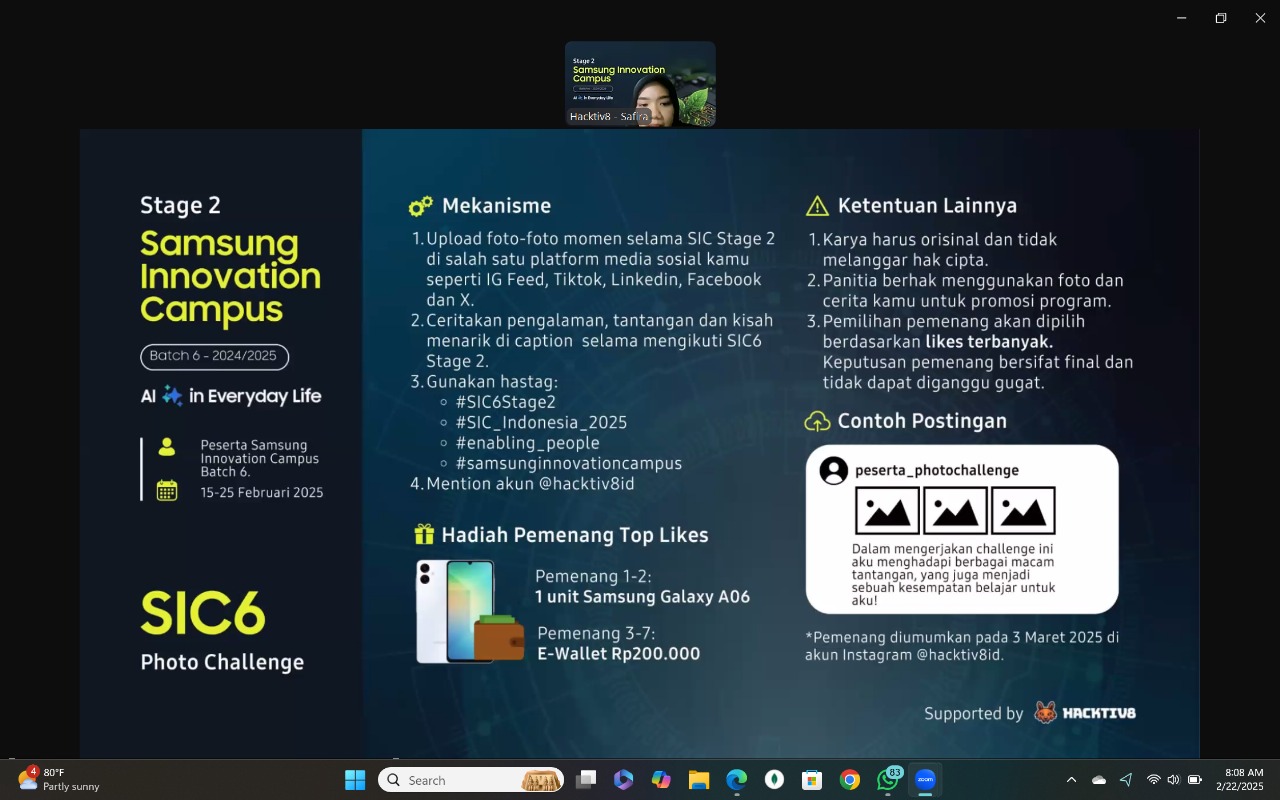 Stage 2
Samsung Innovation
Campus
AI in Everyday Life
Hacktiv8 - Safira
Stage 2
Samsung
Innovation
Campus
Batch 6 - 2024/2025
AI in Everyday Life
Peserta Samsung
Innovation Campus
Batch 6.
15-25 Februari 2025
SIC6
Photo Challenge
Mekanisme
1. Upload foto-foto momen selama SIC Stage 2
di salah satu platform media sosial kamu
seperti IG Feed, Tiktok, Linkedin, Facebook
dan X.
2. Ceritakan pengalaman, tantangan dan kisah
menarik di caption selama mengikuti SIC6
Stage 2.
3. Gunakan hastag:
#SIC6Stage2
#SIC_Indonesia_2025
#enabling_people
#samsunginnovationcampus
4. Mention akun @hacktiv8id
Hadiah Pemenang Top Likes
Pemenang 1-2:
1 unit Samsung Galaxy A06
Pemenang 3-7:
E-Wallet Rp200.000
Ketentuan Lainnya
1. Karya harus orisinal dan tidak
melanggar hak cipta.
2. Panitia berhak menggunakan foto dan
cerita kamu untuk promosi program.
3. Pemilihan pemenang akan dipilih
berdasarkan likes terbanyak.
Keputusan pemenang bersifat final dan
tidak dapat diganggu gugat.
Contoh Postingan
peserta_photochallenge
Dalam mengerjakan challenge ini
aku menghadapi berbagai macam
tantangan, yang juga menjadi
sebuah kesempatan belajar untuk
aku!
*Pemenang diumumkan pada 3 Maret 2025 di
akun Instagram @hacktiv8id.
Supported by HACKTIV8
4
80°F
Partly sunny
Search
83
zoom
8:08 AM
2/22/2025